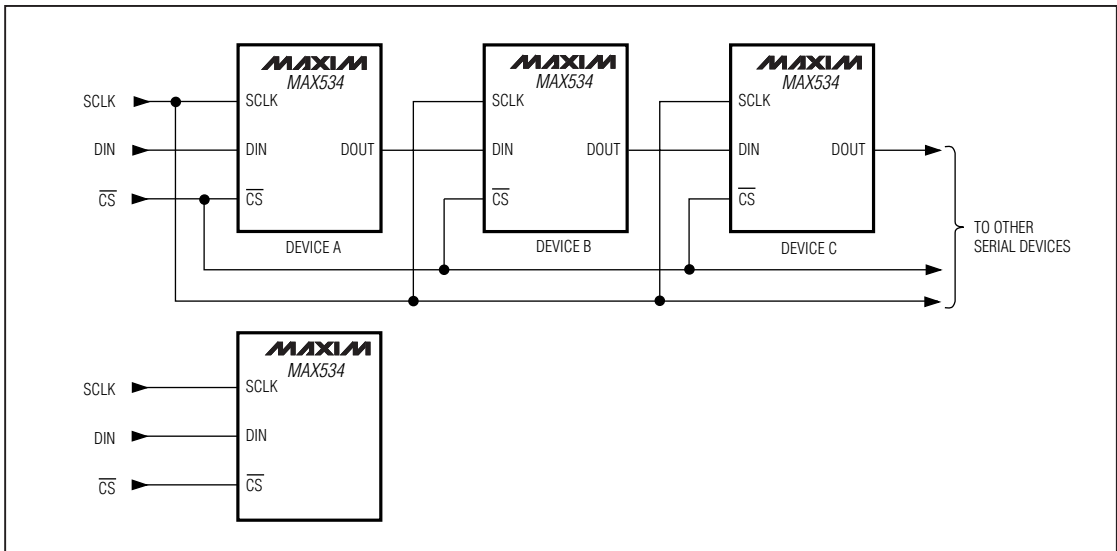 MAXIM
MAX534
SCLK
SCLK
DIN
DIN
DOUT
CS
CS
DEVICE A
MAXIM
MAX534
SCLK
DIN
DOUT
CS
DEVICE B
MAXIM
MAX534
SCLK
DIN
DOUT
CS
DEVICE C
TO OTHER
SERIAL DEVICES
MAXIM
MAX534
SCLK
SCLK
DIN
DIN
CS
CS